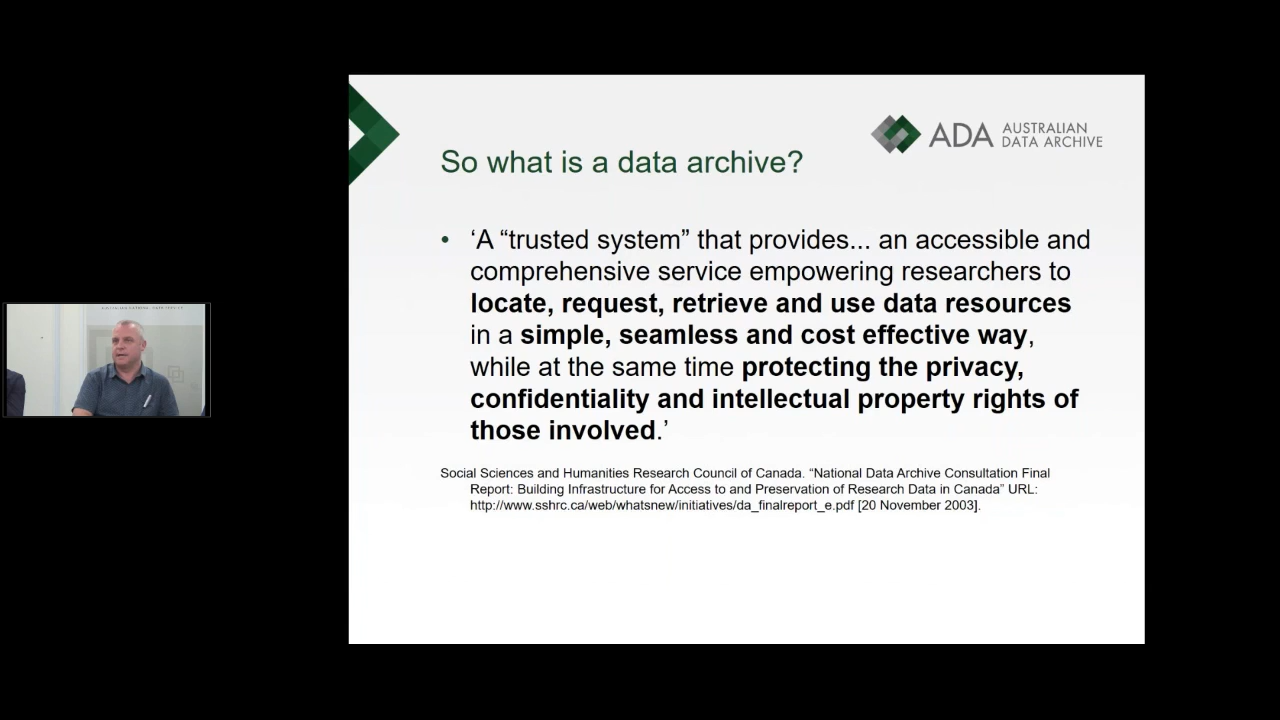 ADA AUSTRALIAN
DATA ARCHIVE
So what is a data archive?
• ‘A “trusted system” that provides... an accessible and
comprehensive service empowering researchers to
locate, request, retrieve and use data resources
in a simple, seamless and cost effective way,
while at the same time protecting the privacy,
confidentiality and intellectual property rights of
those involved.’
Social Sciences and Humanities Research Council of Canada. “National Data Archive Consultation Final
Report: Building Infrastructure for Access to and Preservation of Research Data in Canada” URL:
http://www.sshrc.ca/web/whatsnew/initiatives/da_finalreport_e.pdf [20 November 2003].